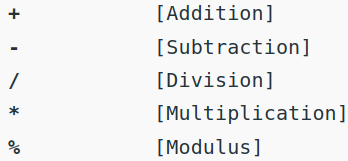 + [Addition]
- [Subtraction]
/ [Division]
* [Multiplication]
% [Modulus]